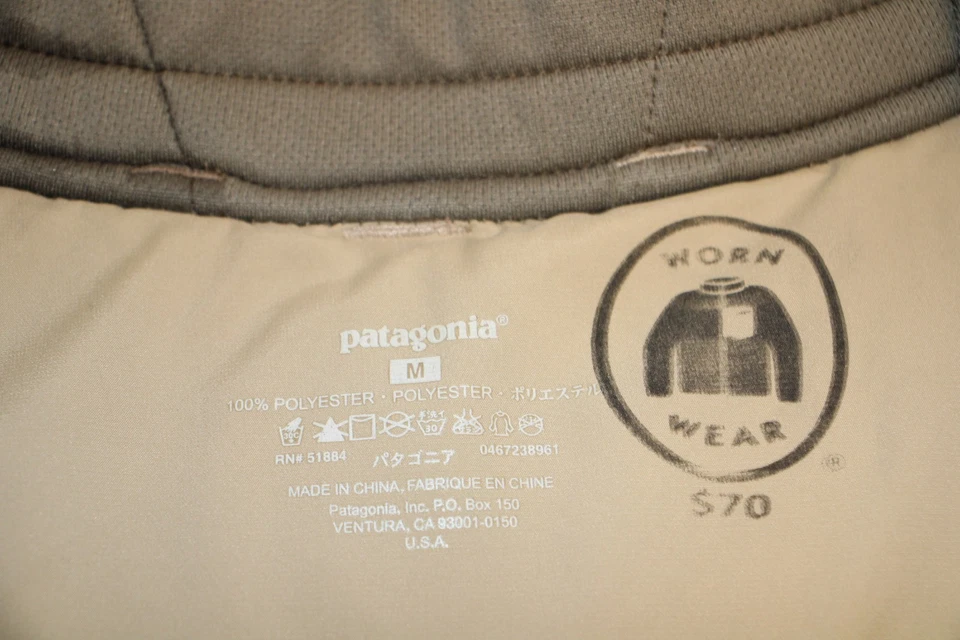 patagonia®
M
100% POLYESTER · POLYESTER · ポリエステル
RN# 51884 パタゴニア 0467238961
MADE IN CHINA, FABRIQUE EN CHINE
Patagonia, Inc. P.O. Box 150
VENTURA, CA 93001-0150
U.S.A.
WORN
WEAR
®
$70